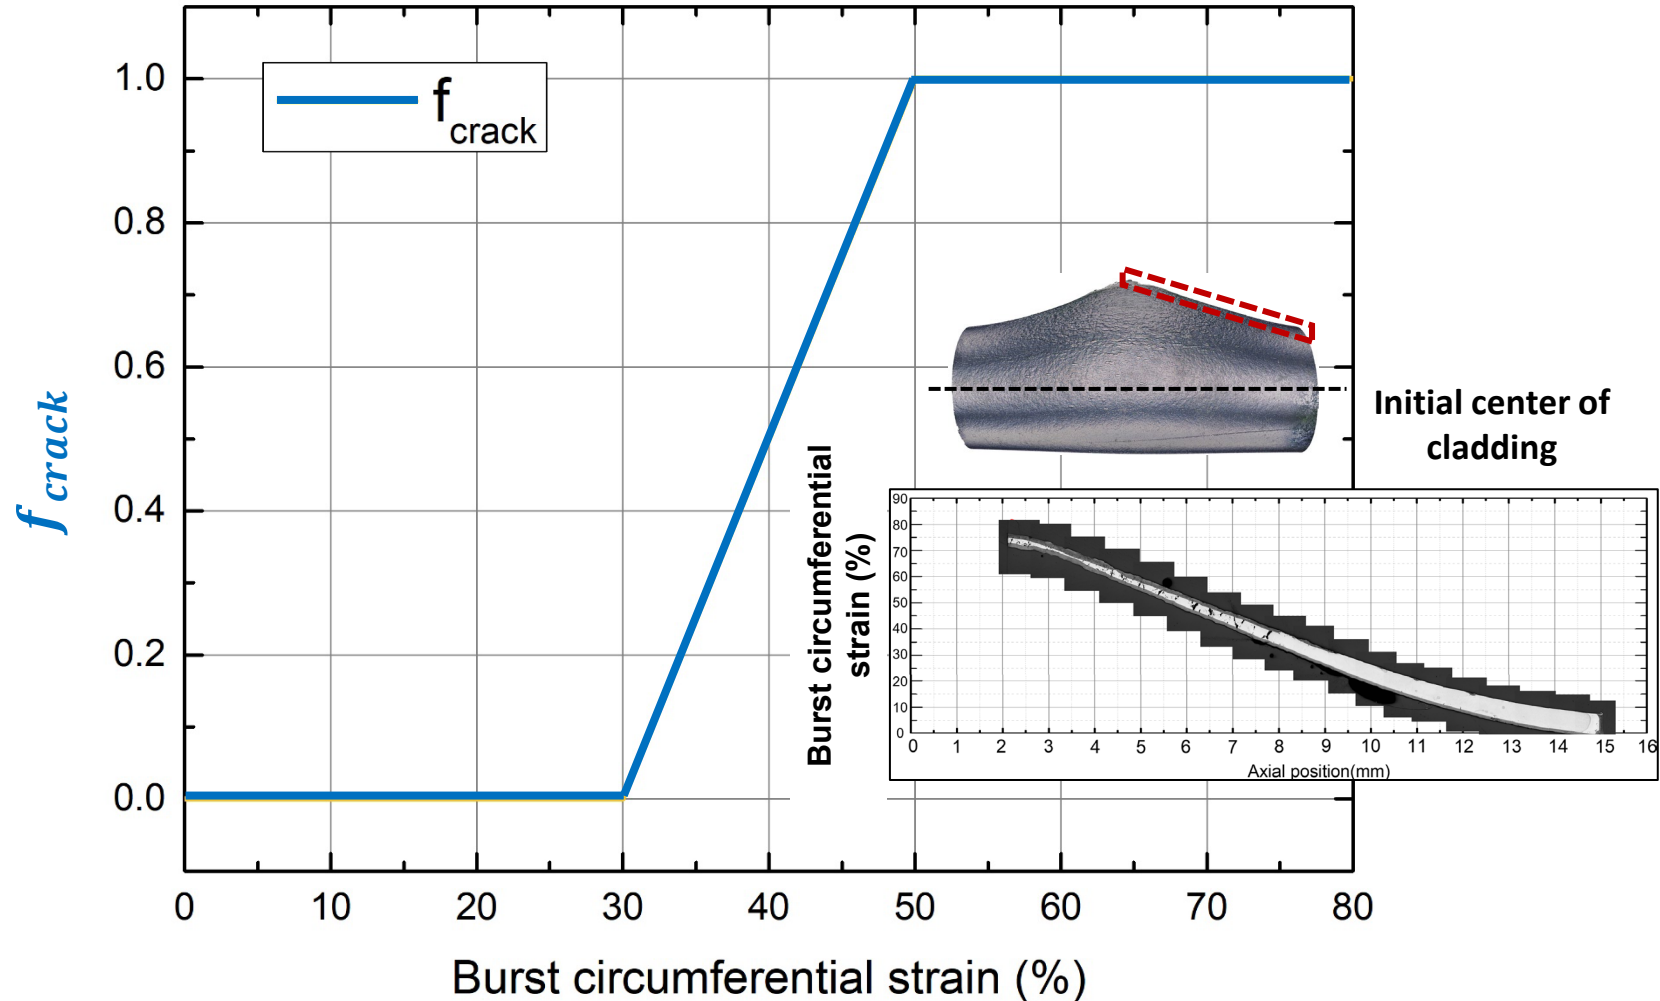 1.0
0.8
0.6
0.4
0.2
0.0
f crack
f crack
0 10 20 30 40 50 60 70 80
Burst circumferential strain (%)
Initial center of
cladding
Burst circumferential
strain (%)
90
80
70
60
50
40
30
20
10
0
0 1 2 3 4 5 6 7 8 9 10 11 12 13 14 15 16
Axial position(mm)